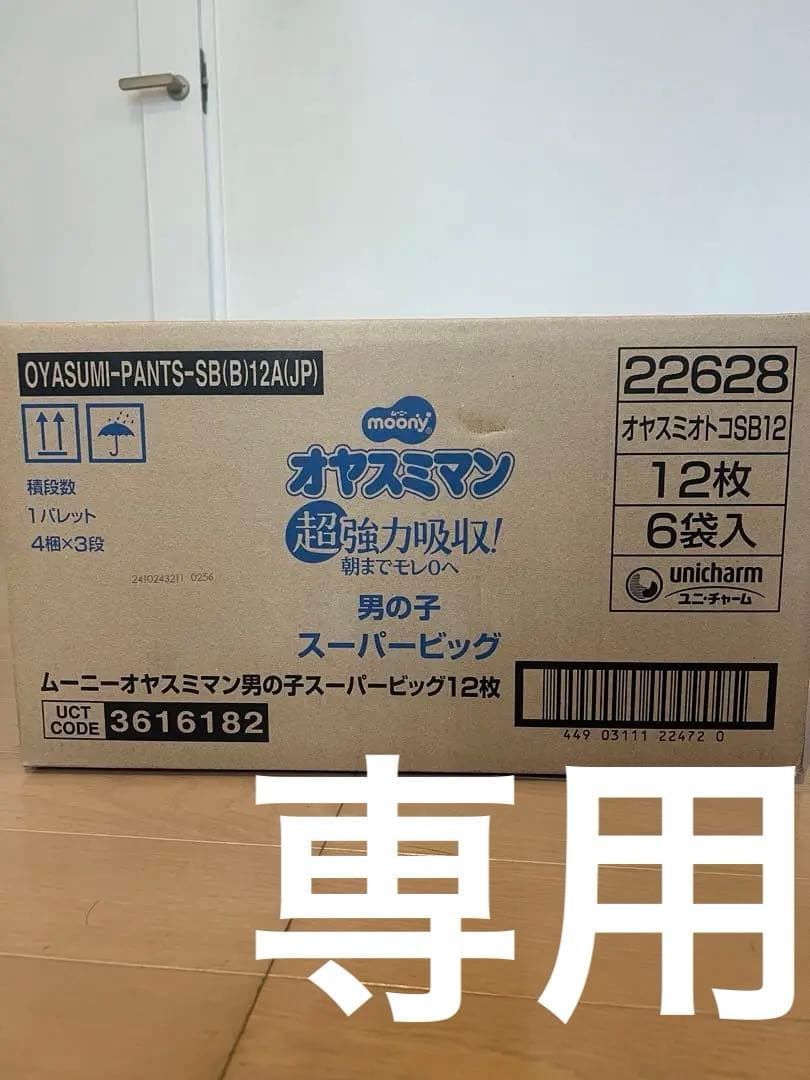 OYASUMI-PANTS-SB(B)12A(JP)
積段数
1パレット
4梱×3段
2410243211 0256
ムーニー
moony
オヤスミマン
超強力吸収!
朝までモレ0へ
男の子
スーパービッグ
ムーニーオヤスミマン男の子スーパービッグ12枚
UCT CODE 3616182
22628
オヤスミオトコSB12
12枚
6袋入
unicharm
ユニ・チャーム
449 03111 22472 0
専用